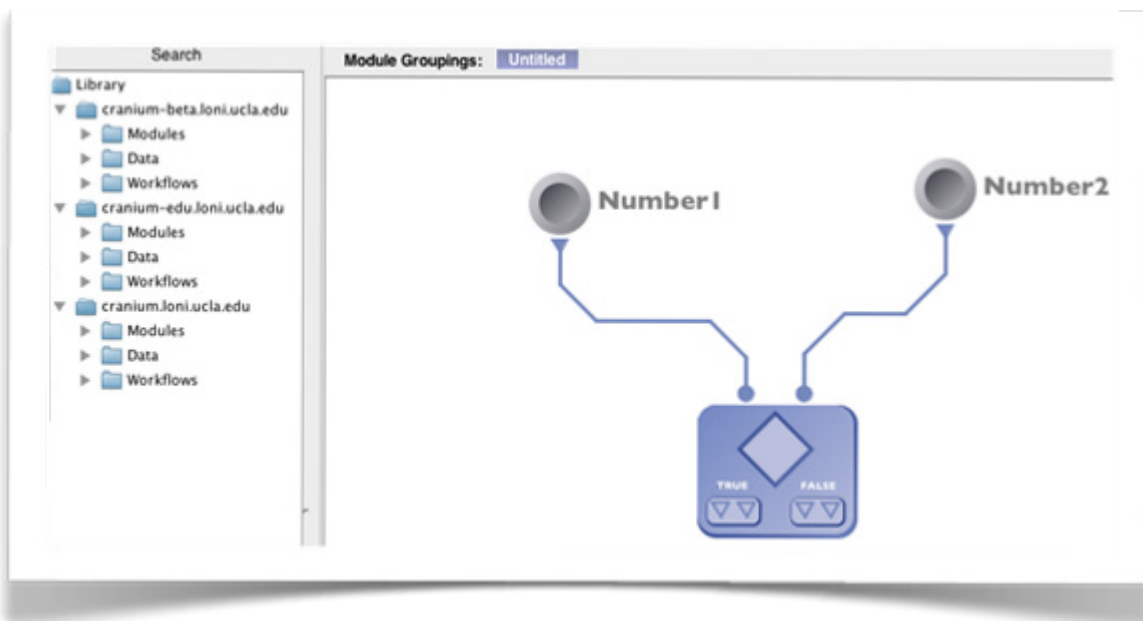 Search
Module Groupings: Untitled
Library
cranium-beta.loni.ucla.edu
Modules
Data
Workflows
cranium-edu.loni.ucla.edu
Modules
Data
Workflows
cranium.loni.ucla.edu
Modules
Data
Workflows
Number1
Number2
TRUE
FALSE